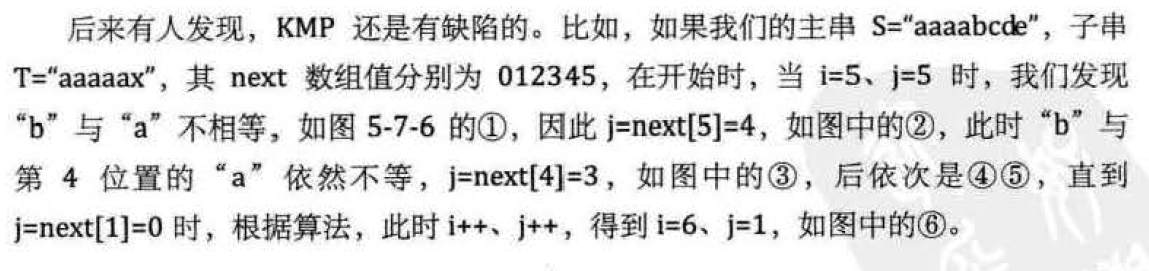 后来有人发现，KMP 还是有缺陷的。比如，如果我们的主串 S=“aaaabcde”，子串
T=“aaaaax”，其 next 数组值分别为 012345，在开始时，当 i=5、j=5 时，我们发现
“b”与“a”不相等，如图 5-7-6 的①，因此 j=next[5]=4，如图中的②，此时“b”与
第 4 位置的“a”依然不等，j=next[4]=3，如图中的③，后依次是④⑤，直到
j=next[1]=0 时，根据算法，此时 i++、j++，得到 i=6、j=1，如图中的⑥。